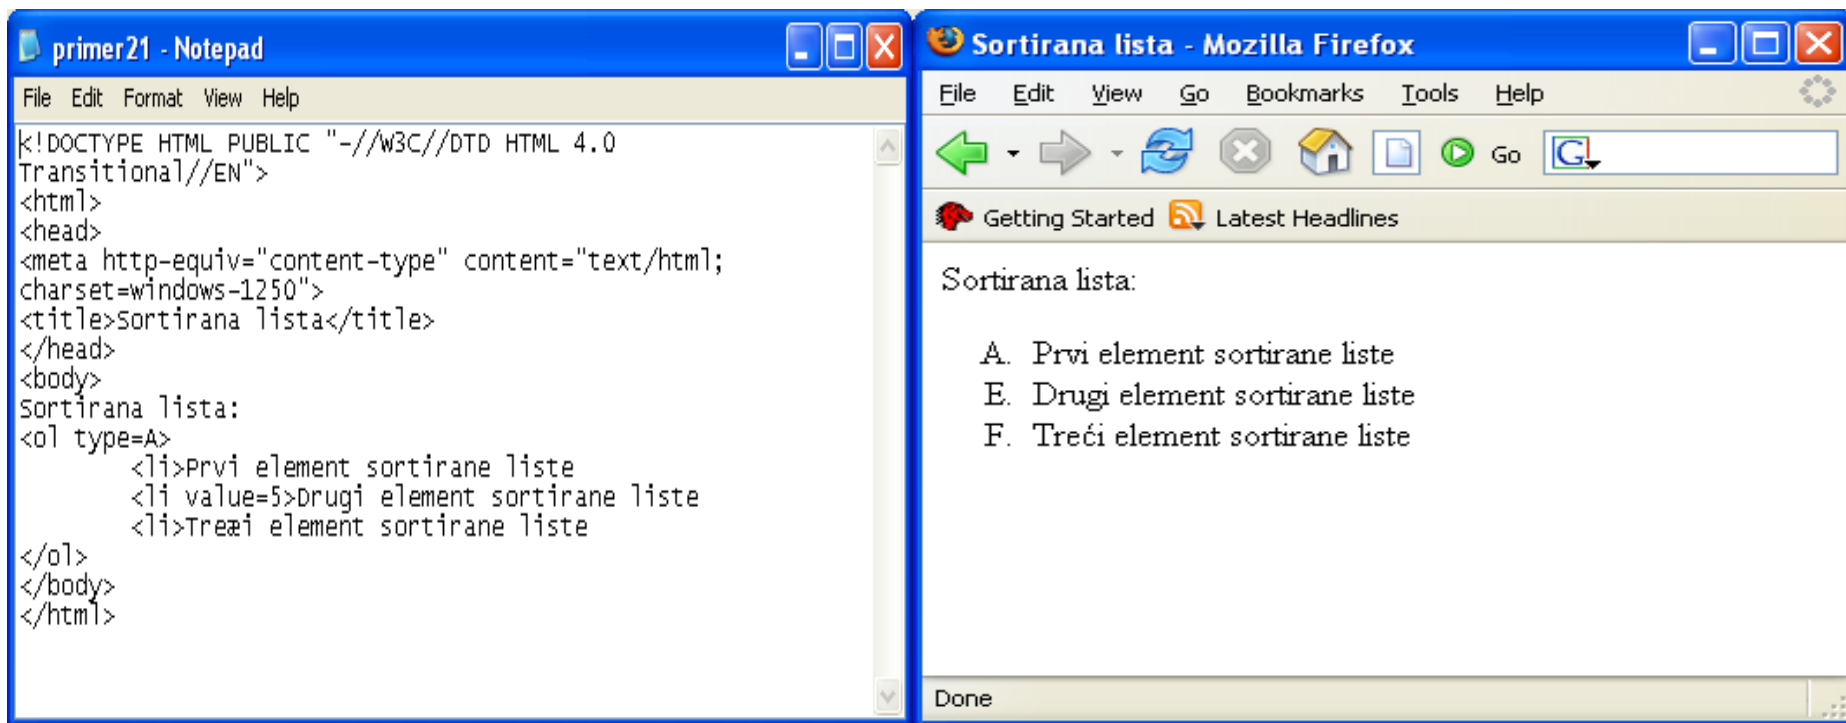 primer21 - Notepad
File Edit Format View Help
<!DOCTYPE HTML PUBLIC "-//W3C//DTD HTML 4.0
Transitional//EN">
<html>
<head>
<meta http-equiv="content-type" content="text/html;
charset=windows-1250">
<title>Sortirana lista</title>
</head>
<body>
Sortirana lista:
<ol type=A>
<li>Prvi element sortirane liste
<li value=5>Drugi element sortirane liste
<li>Treæi element sortirane liste
</ol>
</body>
</html>
Sortirana lista - Mozilla Firefox
File Edit View Go Bookmarks Tools Help
Go G
Getting Started Latest Headlines
Sortirana lista:
A. Prvi element sortirane liste
E. Drugi element sortirane liste
F. Treći element sortirane liste
Done